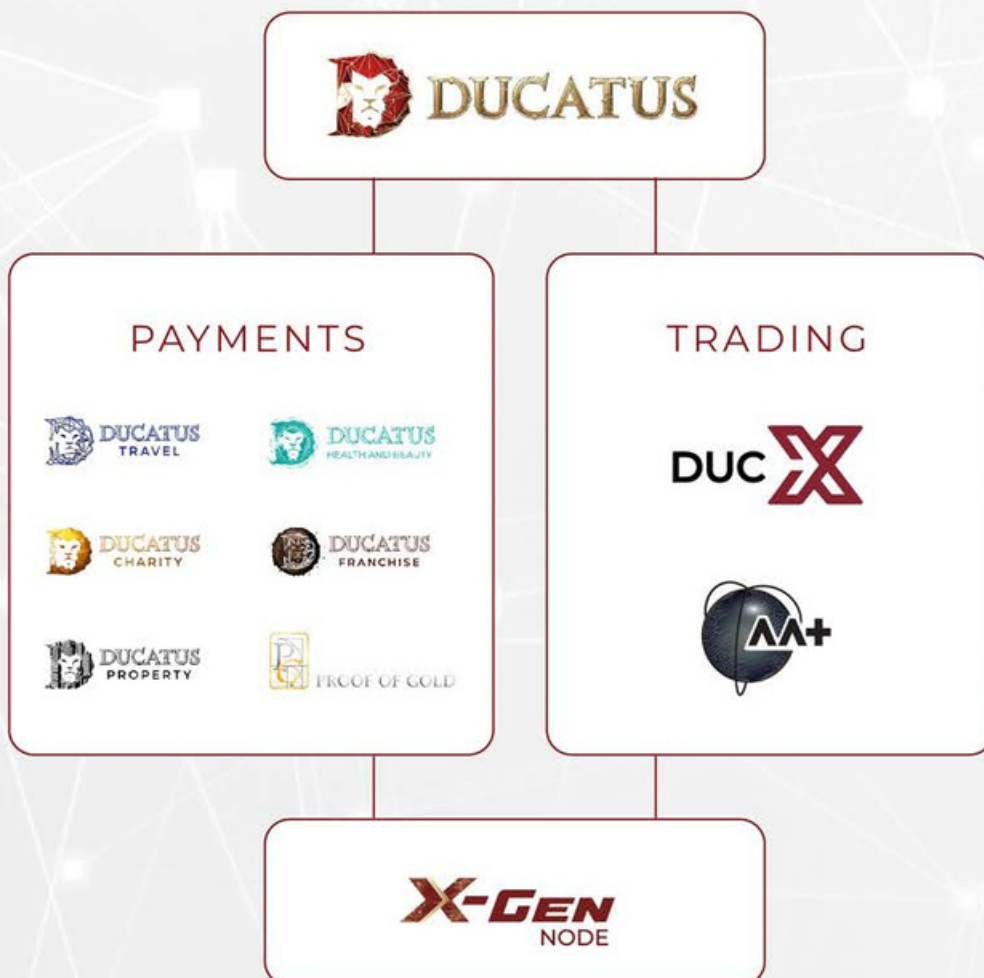 DUCATUS
PAYMENTS
DUCATUS
TRAVEL
DUCATUS
HEALTH AND BEAUTY
DUCATUS
CHARITY
DUCATUS
FRANCHISE
DUCATUS
PROPERTY
PROOF OF GOLD
TRADING
DUC X
ΛΛ+
X-GEN
NODE